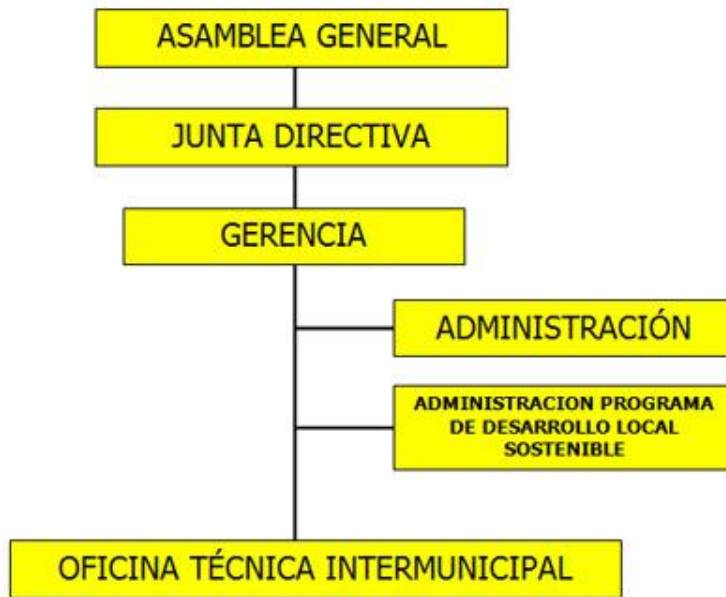 ASAMBLEA GENERAL
JUNTA DIRECTIVA
GERENCIA
ADMINISTRACIÓN
ADMINISTRACION PROGRAMA
DE DESARROLLO LOCAL
SOSTENIBLE
OFICINA TÉCNICA INTERMUNICIPAL